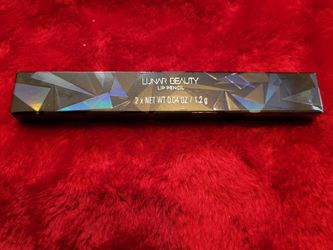 LUNAR BEAUTY
LIP PENCIL
2 x NET WT 0.04 OZ / 1.2 g